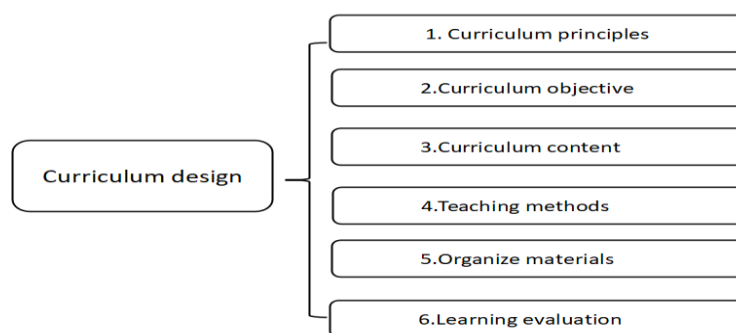 Curriculum design
1. Curriculum principles
2.Curriculum objective
3.Curriculum content
4.Teaching methods
5.Organize materials
6.Learning evaluation